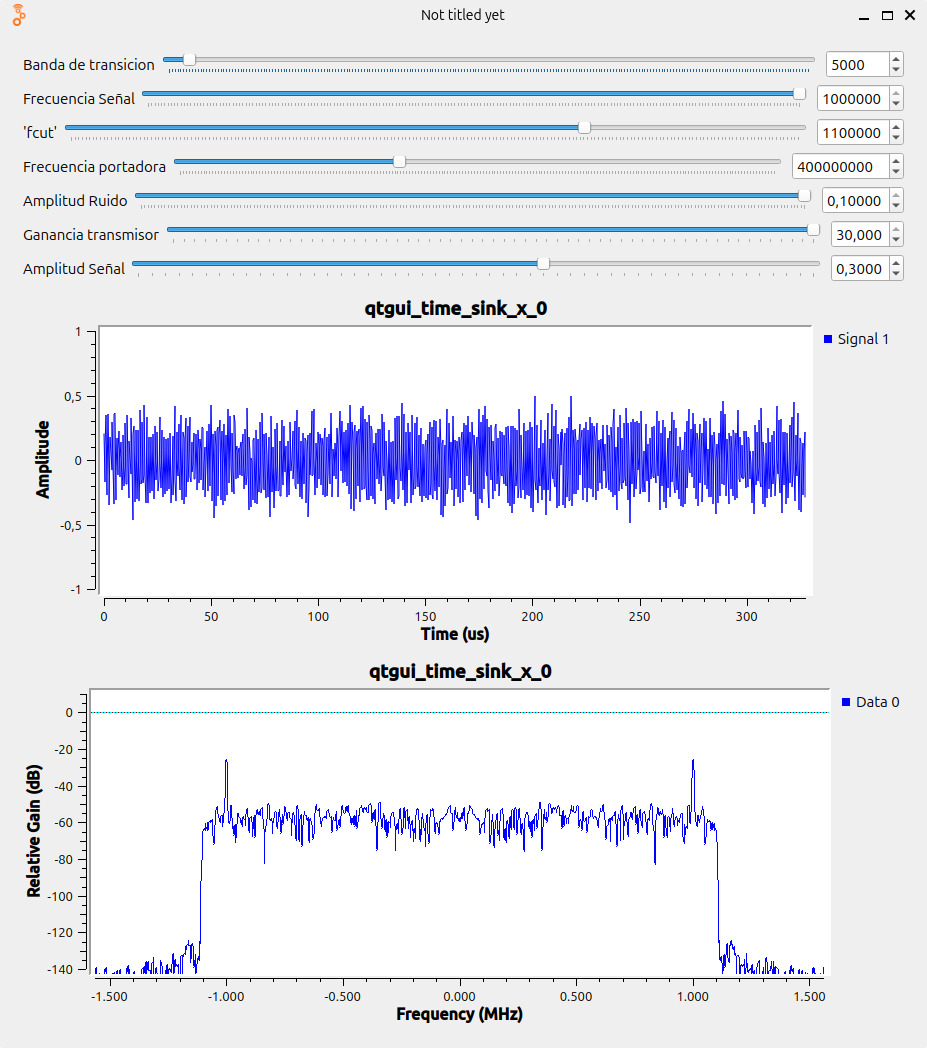 Not titled yet
Banda de transicion 5000
Frecuencia Señal 1000000
'fcut' 1100000
Frecuencia portadora 400000000
Amplitud Ruido 0,10000
Ganancia transmisor 30,000
Amplitud Señal 0,3000
qtgui_time_sink_x_0
Signal 1
1
0,5
0
-0,5
-1
Amplitude
0 50 100 150 200 250 300
Time (us)
qtgui_time_sink_x_0
Data 0
0
-20
-40
-60
-80
-100
-120
-140
Relative Gain (dB)
-1.500 -1.000 -0.500 0.000 0.500 1.000 1.500
Frequency (MHz)